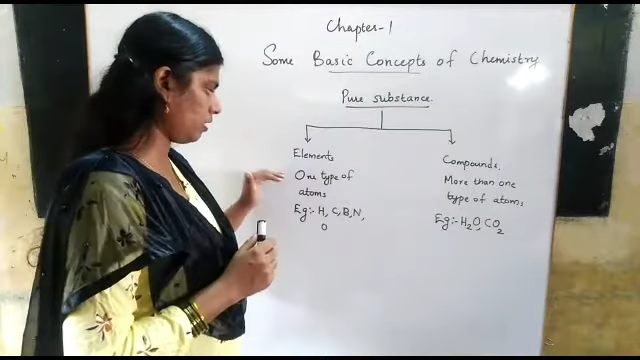 Chapter-1
Some Basic Concepts of Chemistry
Pure substance.
Elements
One type of
atoms
Eg:- H, C, B, N,
O
Compounds.
More than one
type of atoms
Eg:- H₂O, CO₂